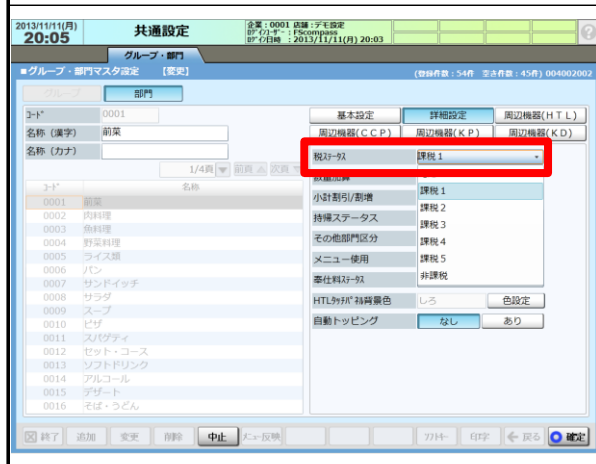 2013/11/11(月)
20:05
共通設定
企業：0001 店舗：デモ設定
ﾛｸﾞｲﾝﾕｰｻﾞｰ：FScompass
ﾛｸﾞｲﾝ日時 ：2013/11/11(月) 20:03
グループ・部門
■グループ・部門マスタ設定 【変更】
(登録件数：54件 空き件数：45件) 004002002
グループ 部門
ｺｰﾄﾞ 0001
名称（漢字） 前菜
名称（カナ）
1/4頁 ▼ 前頁 △ 次頁 ▽
ｺｰﾄﾞ 名称
0001 前菜
0002 肉料理
0003 魚料理
0004 野菜料理
0005 ライス類
0006 パン
0007 サンドイッチ
0008 サラダ
0009 スープ
0010 ピザ
0011 スパゲティ
0012 セット・コース
0013 ソフトドリンク
0014 アルコール
0015 デザート
0016 そば・うどん
基本設定 詳細設定 周辺機器(ＨＴＬ)
周辺機器(ＣＣＰ) 周辺機器(ＫＰ) 周辺機器(ＫＤ)
税ｽﾃｰﾀｽ 課税１
数量加算
小計割引/割増
持帰ステータス
その他部門区分
メニュー使用
奉仕料ｽﾃｰﾀｽ
課税１
課税２
課税３
課税４
課税５
非課税
HTLﾀｯﾁﾊﾟﾈﾙ背景色 しろ 色設定
自動トッピング なし あり
終了 追加 変更 削除 中止 ﾒﾆｭｰ反映 ｿﾌﾄｷｰ 印字 戻る 確定